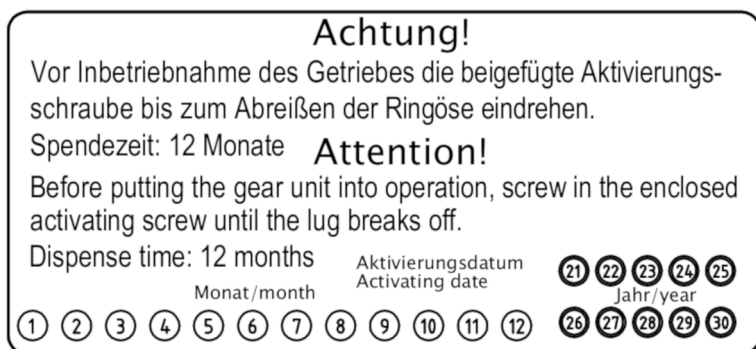 Achtung!
Vor Inbetriebnahme des Getriebes die beigefügte Aktivierungs-
schraube bis zum Abreißen der Ringöse eindrehen.
Spendezeit: 12 Monate
Attention!
Before putting the gear unit into operation, screw in the enclosed
activating screw until the lug breaks off.
Dispense time: 12 months
Aktivierungsdatum
Activating date
21 22 23 24 25
Monat/month
Jahr/year
1 2 3 4 5 6 7 8 9 10 11 12
26 27 28 29 30